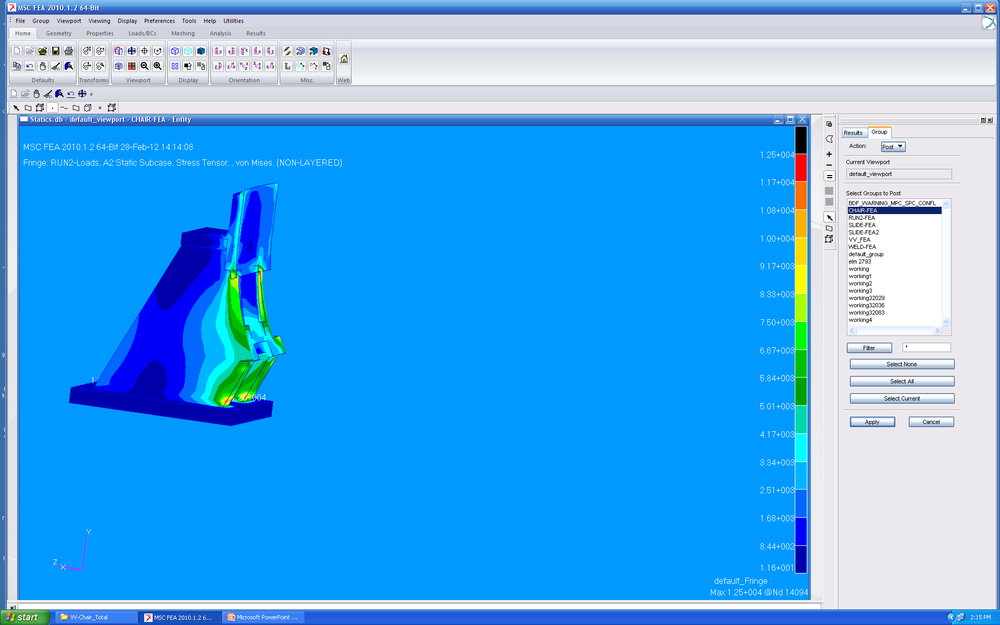 MSC FEA 2010.1.2 64-Bit
File Group Viewport Viewing Display Preferences Tools Help Utilities
Home Geometry Properties Loads/BCs Meshing Analysis Results
Defaults Transforms Viewport Display Orientation Misc. Web
Statics.db - default_viewport - CHAIR-FEA - Entity
MSC FEA 2010.1.2 64-Bit 28-Feb-12 14:14:08
Fringe: RUN2-Loads, A2:Static Subcase, Stress Tensor, , von Mises, (NON-LAYERED)
1.25+004
1.17+004
1.08+004
1.00+004
9.17+003
8.33+003
7.50+003
6.67+003
5.84+003
5.01+003
4.17+003
3.34+003
2.51+003
1.68+003
8.44+002
1.16+001
default_Fringe :
Max 1.25+004 @Nd 14094
Y
Z
X
Results Group
Action: Post
Current Viewport
default_viewport
Select Groups to Post
BDF_WARNING_MPC_SPC_CONFL
CHAIR-FEA
RUN2-FEA
SLIDE-FEA
SLIDE-FEA2
VV_FEA
WELD-FEA
default_group
elm 2793
working
working1
working2
working3
working32029
working32036
working32083
working4
Filter *
Select None
Select All
Select Current
Apply Cancel
start VV-Chair_Total MSC FEA 2010.1.2 6... Microsoft PowerPoint ... 2:15 PM